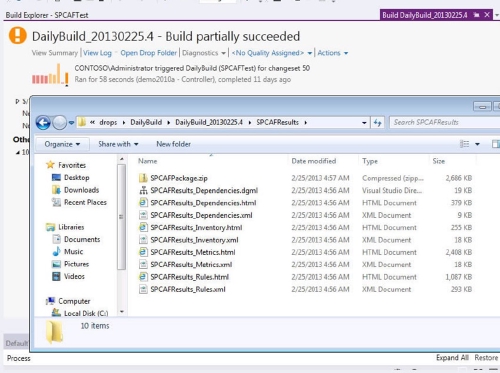 Build Explorer - SPCAFTest
Build DailyBuild_20130225.4
DailyBuild_20130225.4 - Build partially succeeded
View Summary | View Log - Open Drop Folder | Diagnostics | <No Quality Assigned> | Actions
CONTOSO\Administrator triggered DailyBuild (SPCAFTest) for changeset 50
Ran for 58 seconds (demo2010a - Controller), completed 11 days ago
« drops DailyBuild DailyBuild_20130225.4 SPCAFResults
Search SPCAFResults
Organize Share with New folder
Name Date modified Type Size
Favorites
Desktop
Downloads
Recent Places
Libraries
Documents
Music
Pictures
Videos
Computer
Local Disk (C:)
SPCAFPackage.zip 2/25/2013 4:57 AM Compressed (zipp... 2,686 KB
SPCAFResults_Dependencies.dgml 2/25/2013 4:56 AM Visual Studio Dire... 19 KB
SPCAFResults_Dependencies.html 2/25/2013 4:56 AM HTML Document 379 KB
SPCAFResults_Dependencies.xml 2/25/2013 4:56 AM XML Document 9 KB
SPCAFResults_Inventory.html 2/25/2013 4:56 AM HTML Document 255 KB
SPCAFResults_Inventory.xml 2/25/2013 4:56 AM XML Document 18 KB
SPCAFResults_Metrics.html 2/25/2013 4:56 AM HTML Document 2,408 KB
SPCAFResults_Metrics.xml 2/25/2013 4:56 AM XML Document 18 KB
SPCAFResults_Rules.html 2/25/2013 4:56 AM HTML Document 1,087 KB
SPCAFResults_Rules.xml 2/25/2013 4:56 AM XML Document 293 KB
10 items
Default
Process
Expand All Restore